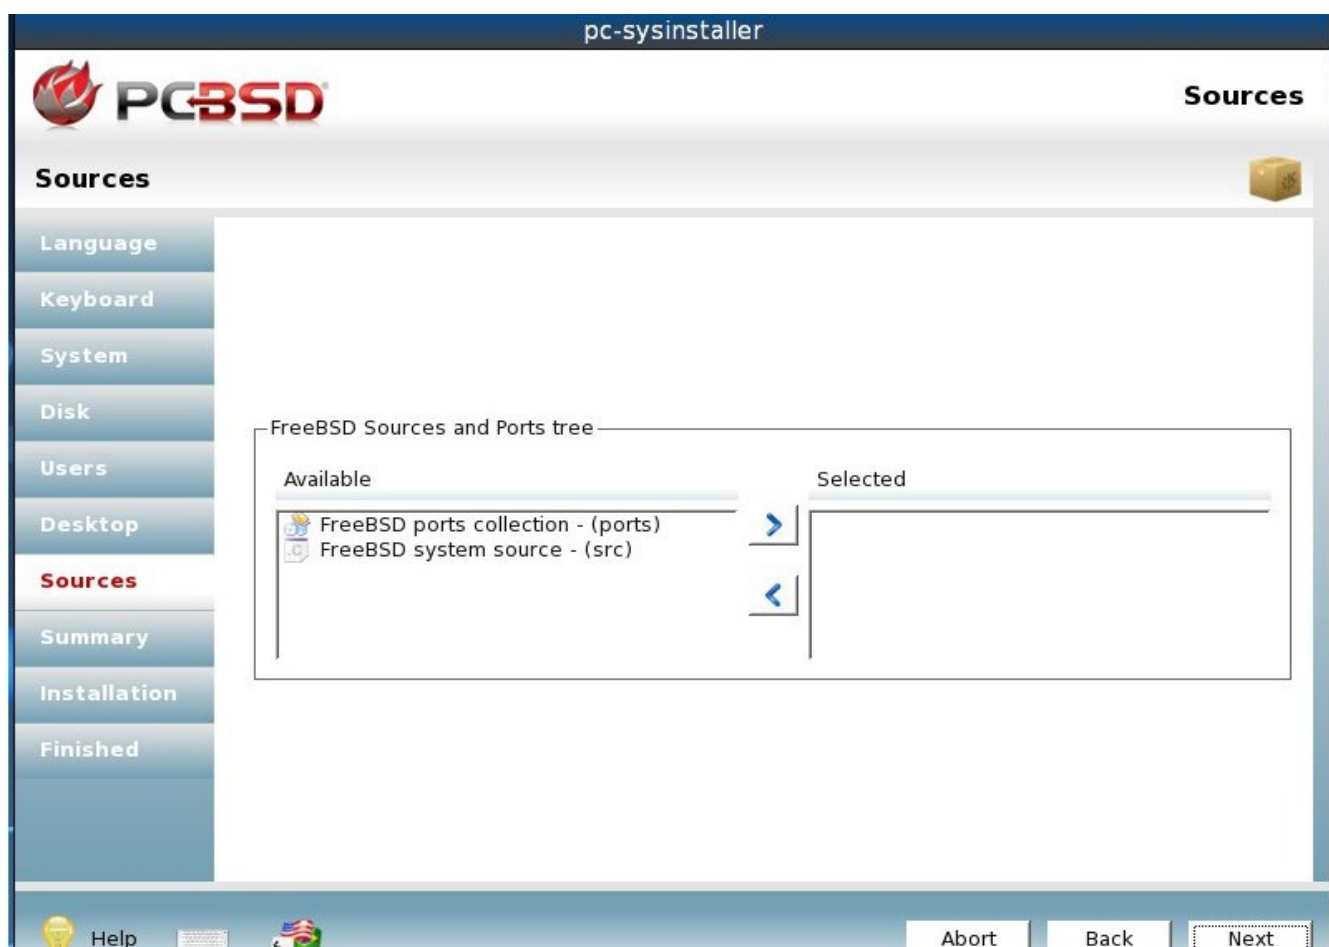 pc-sysinstaller
PCBSD
Sources
Sources
Language
Keyboard
System
Disk
Users
Desktop
Sources
Summary
Installation
Finished
FreeBSD Sources and Ports tree
Available
Selected
FreeBSD ports collection - (ports)
FreeBSD system source - (src)
Help
Abort
Back
Next